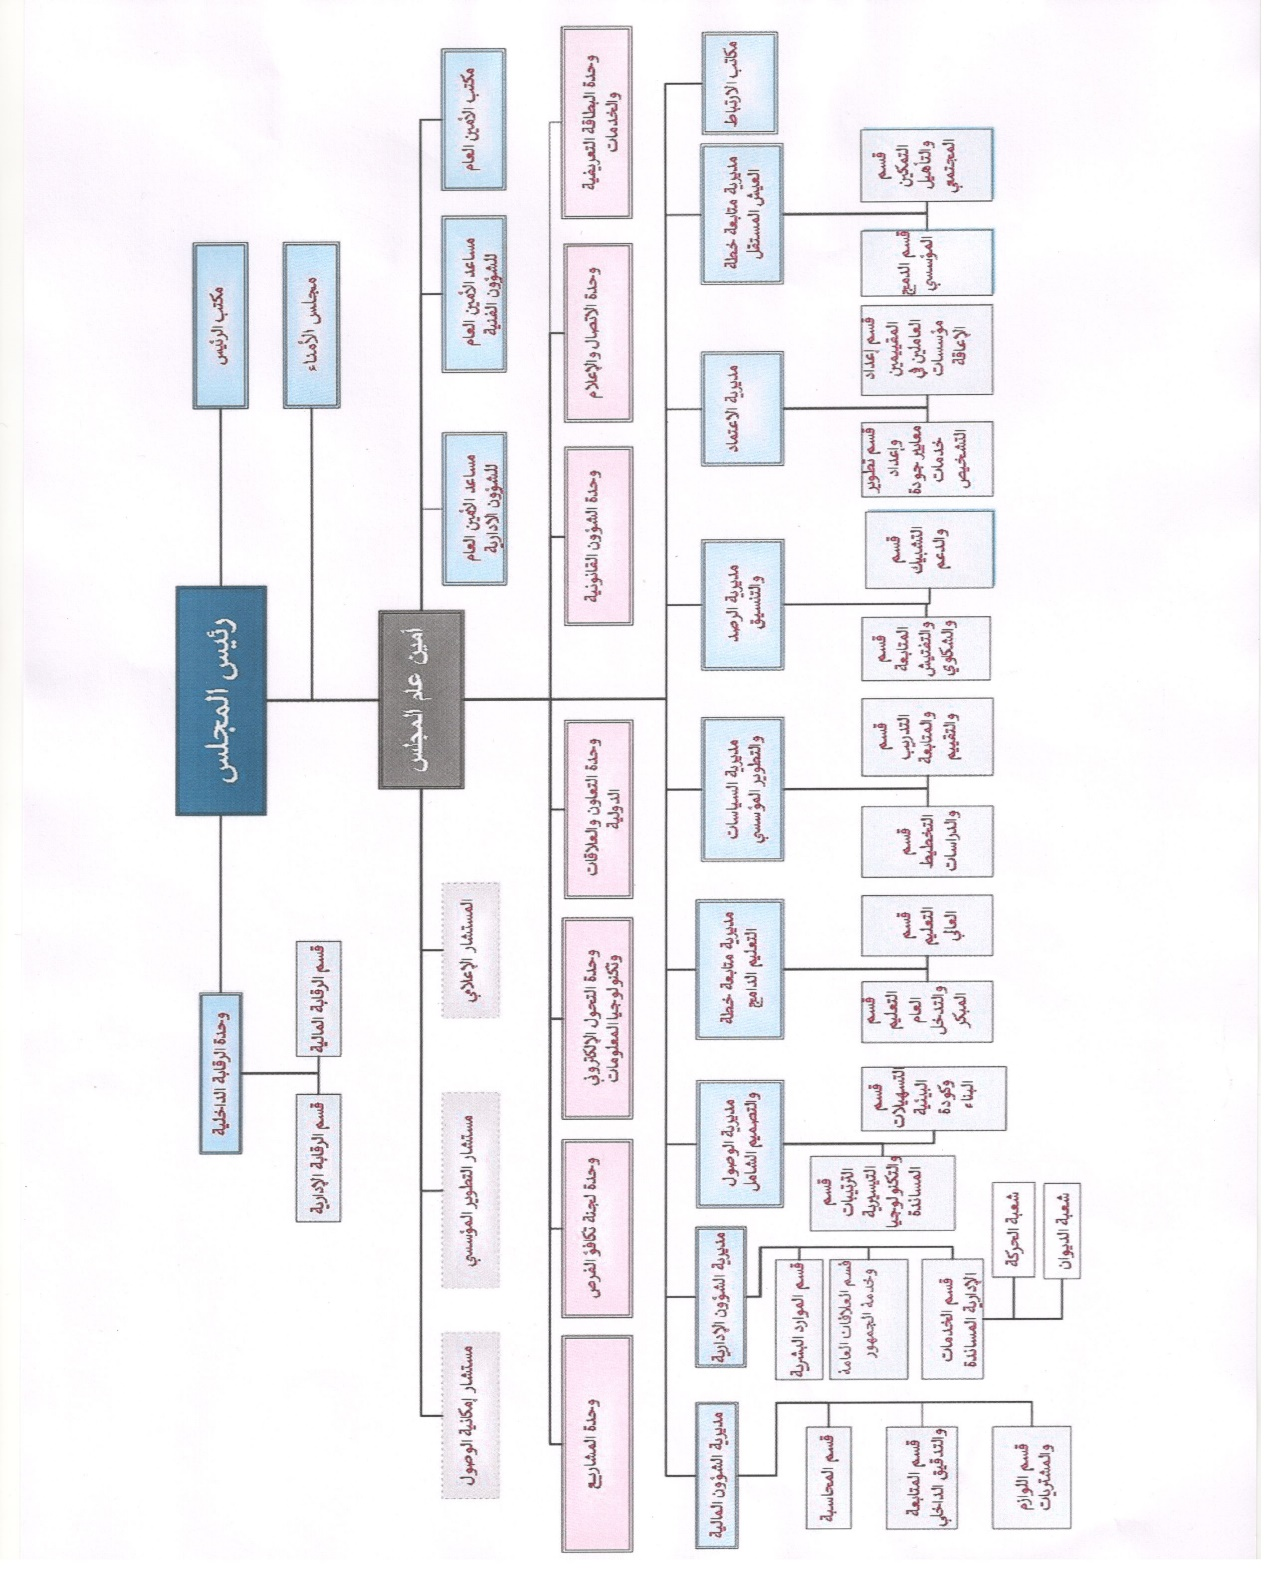 رئيس المجلس
مكتب الرئيس
مجلس الأمناء
وحدة الرقابة الداخلية
قسم الرقابة المالية
قسم الرقابة الإدارية
أمين عام المجلس
مكتب الأمين العام
مساعد الأمين العام
للشؤون الفنية
مساعد الأمين العام
للشؤون الادارية
المستشار الإعلامي
مستشار التطوير المؤسسي
مستشار إمكانية الوصول
وحدة البطاقة التعريفية
والخدمات
وحدة الاتصال والإعلام
وحدة الشؤون القانونية
وحدة التعاون والعلاقات
الدولية
وحدة التحول الإلكتروني
وتكنولوجيا المعلومات
وحدة لجنة تكافؤ الفرص
وحدة المشاريع
مكاتب الارتباط
مديرية متابعة خطة
العيش المستقل
قسم
التمكين
والتأهيل
المجتمعي
قسم الدمج
المؤسسي
مديرية الاعتماد
قسم إعداد
المقييمين
العاملين في
مؤسسات
الإعاقة
قسم تطوير
وإعداد
معايير جودة
خدمات
التشخيص
مديرية الرصد
والتنسيق
قسم
التشبيك
والدعم
قسم
المتابعة
والتفتيش
والشكاوي
مديرية السياسات
والتطوير المؤسسي
قسم
التدريب
والمتابعة
والتقييم
قسم
التخطيط
والدراسات
مديرية متابعة خطة
التعليم الدامج
قسم
التعليم
العالي
قسم
التعليم
العام
والتدخل
المبكر
مديرية الوصول
والتصميم الشامل
قسم
التسهيلات
البيئية
وكودة
البناء
قسم
الترتيبات
التيسيرية
والتكنولوجيا
المساندة
مديرية الشؤون الإدارية
قسم الموارد البشرية
قسم العلاقات العامة
وخدمة الجمهور
قسم الخدمات
الإدارية المساندة
شعبة الحركة
شعبة الديوان
مديرية الشؤون المالية
قسم المحاسبة
قسم المتابعة
والتدقيق الداخلي
قسم اللوازم
والمشتريات